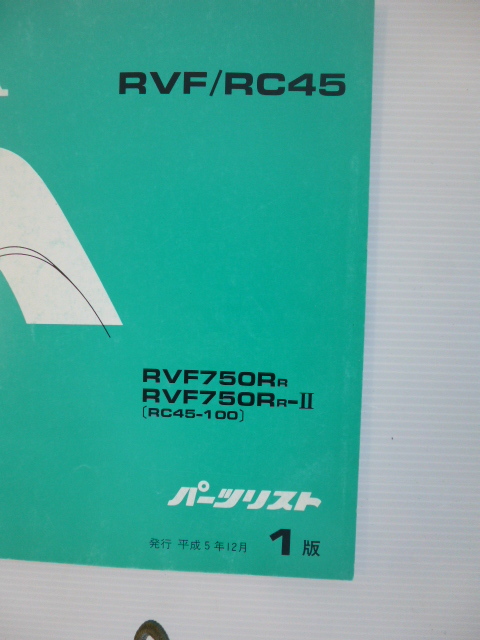 RVF/RC45
RVF750RR
RVF750RR-II
〔RC45-100〕
パーツリスト
発行 平成5年12月 1版